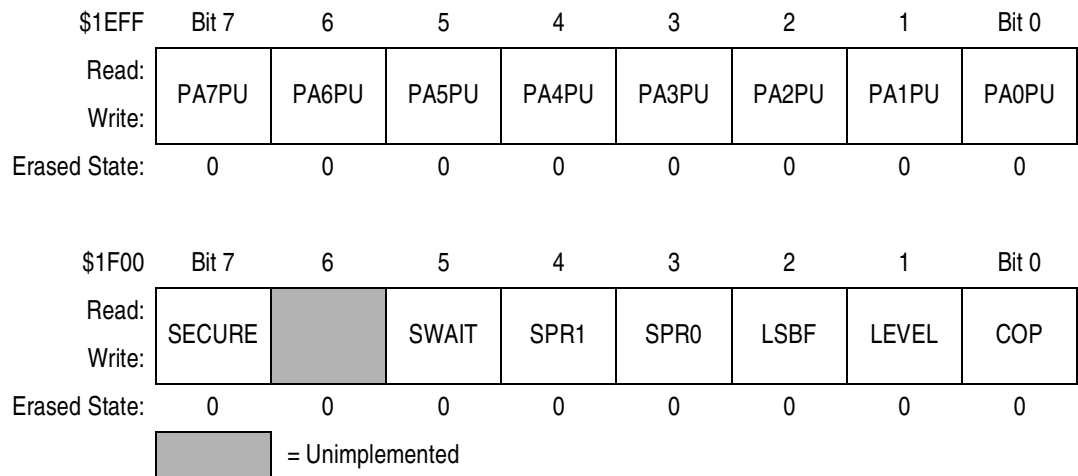 $1EFF Bit 7 6 5 4 3 2 1 Bit 0
Read:
PA7PU PA6PU PA5PU PA4PU PA3PU PA2PU PA1PU PA0PU
Write:
Erased State: 0 0 0 0 0 0 0 0
$1F00 Bit 7 6 5 4 3 2 1 Bit 0
Read:
SECURE SWAIT SPR1 SPR0 LSBF LEVEL COP
Write:
Erased State: 0 0 0 0 0 0 0 0
= Unimplemented